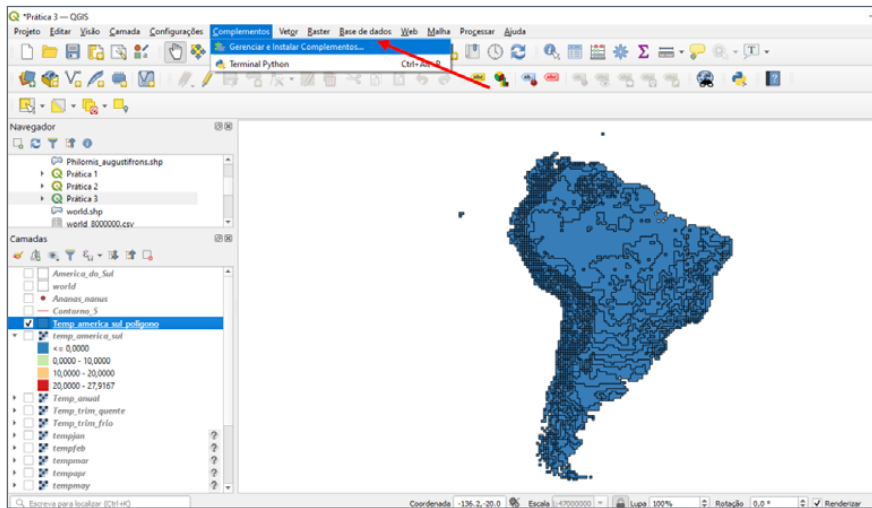 *Prática 3 — QGIS
Projeto Editar Visão Camada Configurações Complementos Vetor Raster Base de dados Web Malha Processar Ajuda
Gerenciar e Instalar Complementos...
Terminal Python
Navegador
Philornis_augustifrons.shp
Prática 1
Prática 2
Prática 3
world.shp
world_8000000.csv
Camadas
America_do_Sul
world
Ananas_nanus
Contorno_5
Temp_america_sul_poligono
temp_america_sul
<= 0,0000
0,0000 - 10,0000
10,0000 - 20,0000
20,0000 - 27,9167
Temp_anual
Temp_trim_quente
Temp_trim_frio
tempjan ?
tempfeb ?
tempmar ?
tempapr ?
tempmay ?
Escreva para localizar (Ctrl+K) Coordenada -136.2,-20.0 Escala 1:47000000 Lupa 100% Rotação 0,0 ° Renderizar